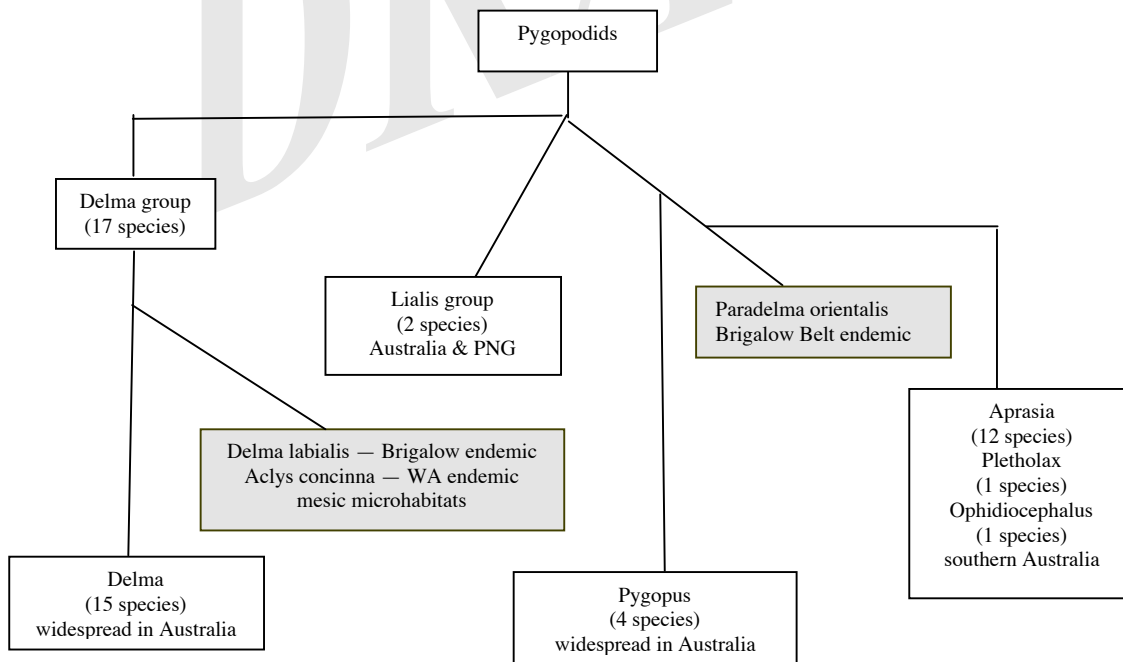 Pygopodids
Delma group
(17 species)
Lialis group
(2 species)
Australia & PNG
Paradelma orientalis
Brigalow Belt endemic
Delma labialis — Brigalow endemic
Aclys concinna — WA endemic
mesic microhabitats
Aprasia
(12 species)
Pletholax
(1 species)
Ophidiocephalus
(1 species)
southern Australia
Delma
(15 species)
widespread in Australia
Pygopus
(4 species)
widespread in Australia